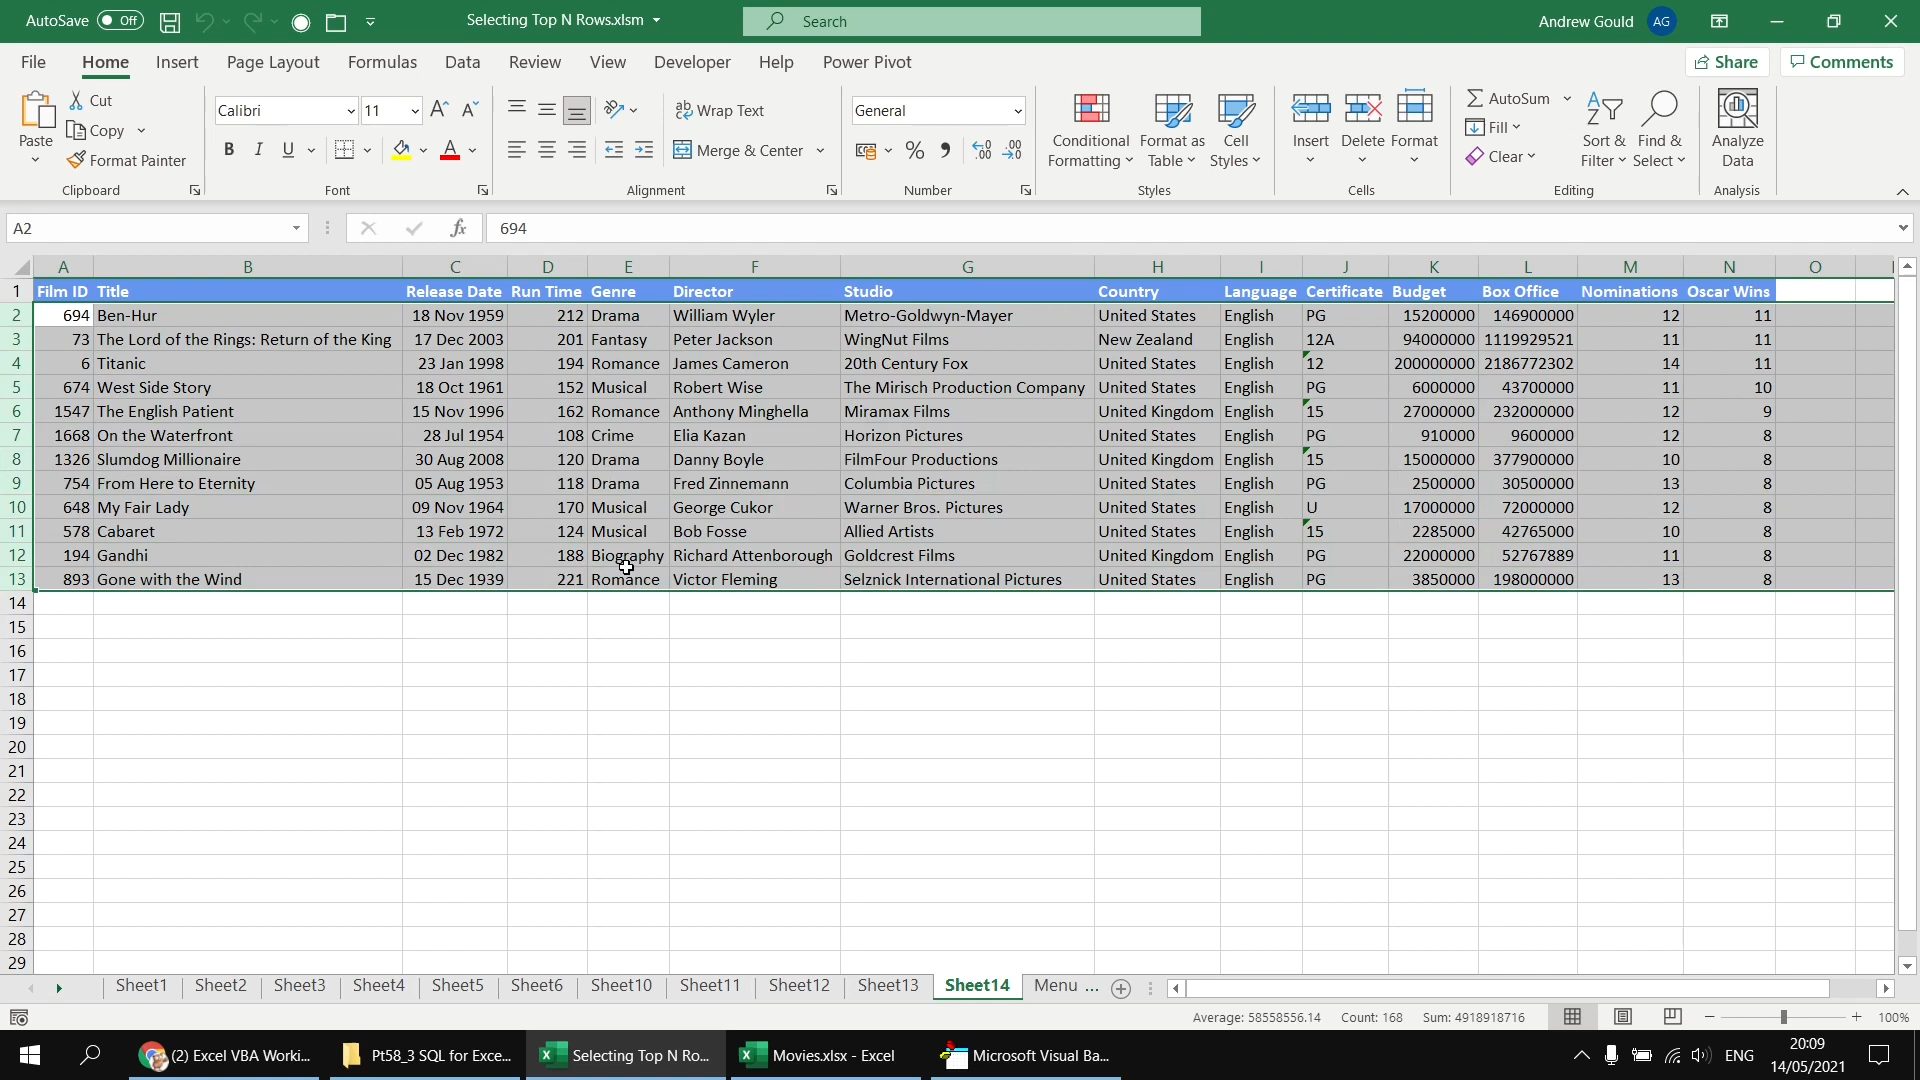 AutoSave Off Selecting Top N Rows.xlsm Search Andrew Gould AG
File Home Insert Page Layout Formulas Data Review View Developer Help Power Pivot Share Comments
Paste Cut Copy Format Painter Clipboard
Calibri 11 B I U A Font
Wrap Text Merge & Center Alignment
General % Number
Conditional Formatting Format as Table Cell Styles Styles
Insert Delete Format Cells
AutoSum Fill Clear Sort & Filter Find & Select Editing
Analyze Data Analysis
A2 fx 694
A B C D E F G H I J K L M N O
1 Film ID Title Release Date Run Time Genre Director Studio Country Language Certificate Budget Box Office Nominations Oscar Wins
2 694 Ben-Hur 18 Nov 1959 212 Drama William Wyler Metro-Goldwyn-Mayer United States English PG 15200000 146900000 12 11
3 73 The Lord of the Rings: Return of the King 17 Dec 2003 201 Fantasy Peter Jackson WingNut Films New Zealand English 12A 94000000 1119929521 11 11
4 6 Titanic 23 Jan 1998 194 Romance James Cameron 20th Century Fox United States English 12 200000000 2186772302 14 11
5 674 West Side Story 18 Oct 1961 152 Musical Robert Wise The Mirisch Production Company United States English PG 6000000 43700000 11 10
6 1547 The English Patient 15 Nov 1996 162 Romance Anthony Minghella Miramax Films United Kingdom English 15 27000000 232000000 12 9
7 1668 On the Waterfront 28 Jul 1954 108 Crime Elia Kazan Horizon Pictures United States English PG 910000 9600000 12 8
8 1326 Slumdog Millionaire 30 Aug 2008 120 Drama Danny Boyle FilmFour Productions United Kingdom English 15 15000000 377900000 10 8
9 754 From Here to Eternity 05 Aug 1953 118 Drama Fred Zinnemann Columbia Pictures United States English PG 2500000 30500000 13 8
10 648 My Fair Lady 09 Nov 1964 170 Musical George Cukor Warner Bros. Pictures United States English U 17000000 72000000 12 8
11 578 Cabaret 13 Feb 1972 124 Musical Bob Fosse Allied Artists United States English 15 2285000 42765000 10 8
12 194 Gandhi 02 Dec 1982 188 Biography Richard Attenborough Goldcrest Films United Kingdom English PG 22000000 52767889 11 8
13 893 Gone with the Wind 15 Dec 1939 221 Romance Victor Fleming Selznick International Pictures United States English PG 3850000 198000000 13 8
14
15
16
17
18
19
20
21
22
23
24
25
26
27
28
29
Sheet1 Sheet2 Sheet3 Sheet4 Sheet5 Sheet6 Sheet10 Sheet11 Sheet12 Sheet13 Sheet14 Menu ...
Average: 58558556.14 Count: 168 Sum: 4918918716 100%
(2) Excel VBA Worki... Pt58_3 SQL for Exce... Selecting Top N Ro... Movies.xlsx - Excel Microsoft Visual Ba... ENG 20:09
14/05/2021